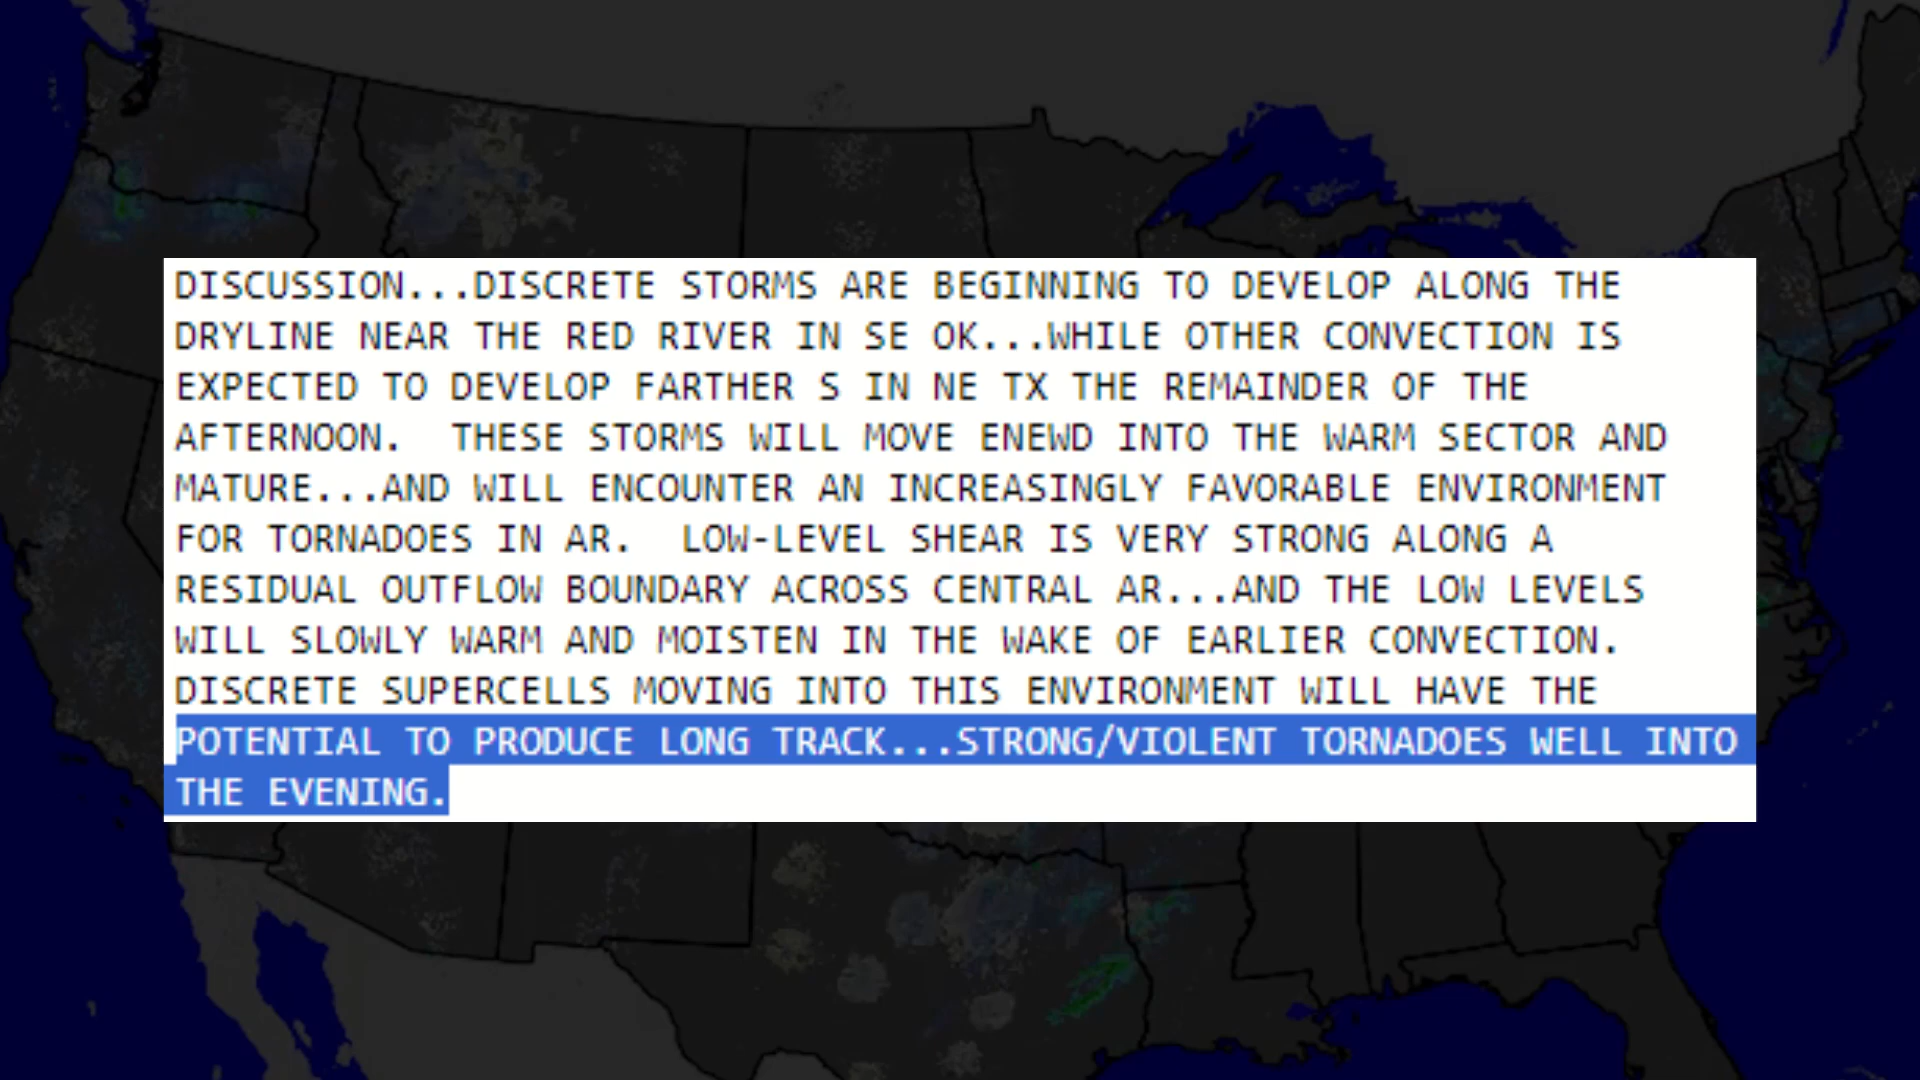 DISCUSSION...DISCRETE STORMS ARE BEGINNING TO DEVELOP ALONG THE
DRYLINE NEAR THE RED RIVER IN SE OK...WHILE OTHER CONVECTION IS
EXPECTED TO DEVELOP FARTHER S IN NE TX THE REMAINDER OF THE
AFTERNOON.  THESE STORMS WILL MOVE ENEWD INTO THE WARM SECTOR AND
MATURE...AND WILL ENCOUNTER AN INCREASINGLY FAVORABLE ENVIRONMENT
FOR TORNADOES IN AR.  LOW-LEVEL SHEAR IS VERY STRONG ALONG A
RESIDUAL OUTFLOW BOUNDARY ACROSS CENTRAL AR...AND THE LOW LEVELS
WILL SLOWLY WARM AND MOISTEN IN THE WAKE OF EARLIER CONVECTION.
DISCRETE SUPERCELLS MOVING INTO THIS ENVIRONMENT WILL HAVE THE
POTENTIAL TO PRODUCE LONG TRACK...STRONG/VIOLENT TORNADOES WELL INTO
THE EVENING.